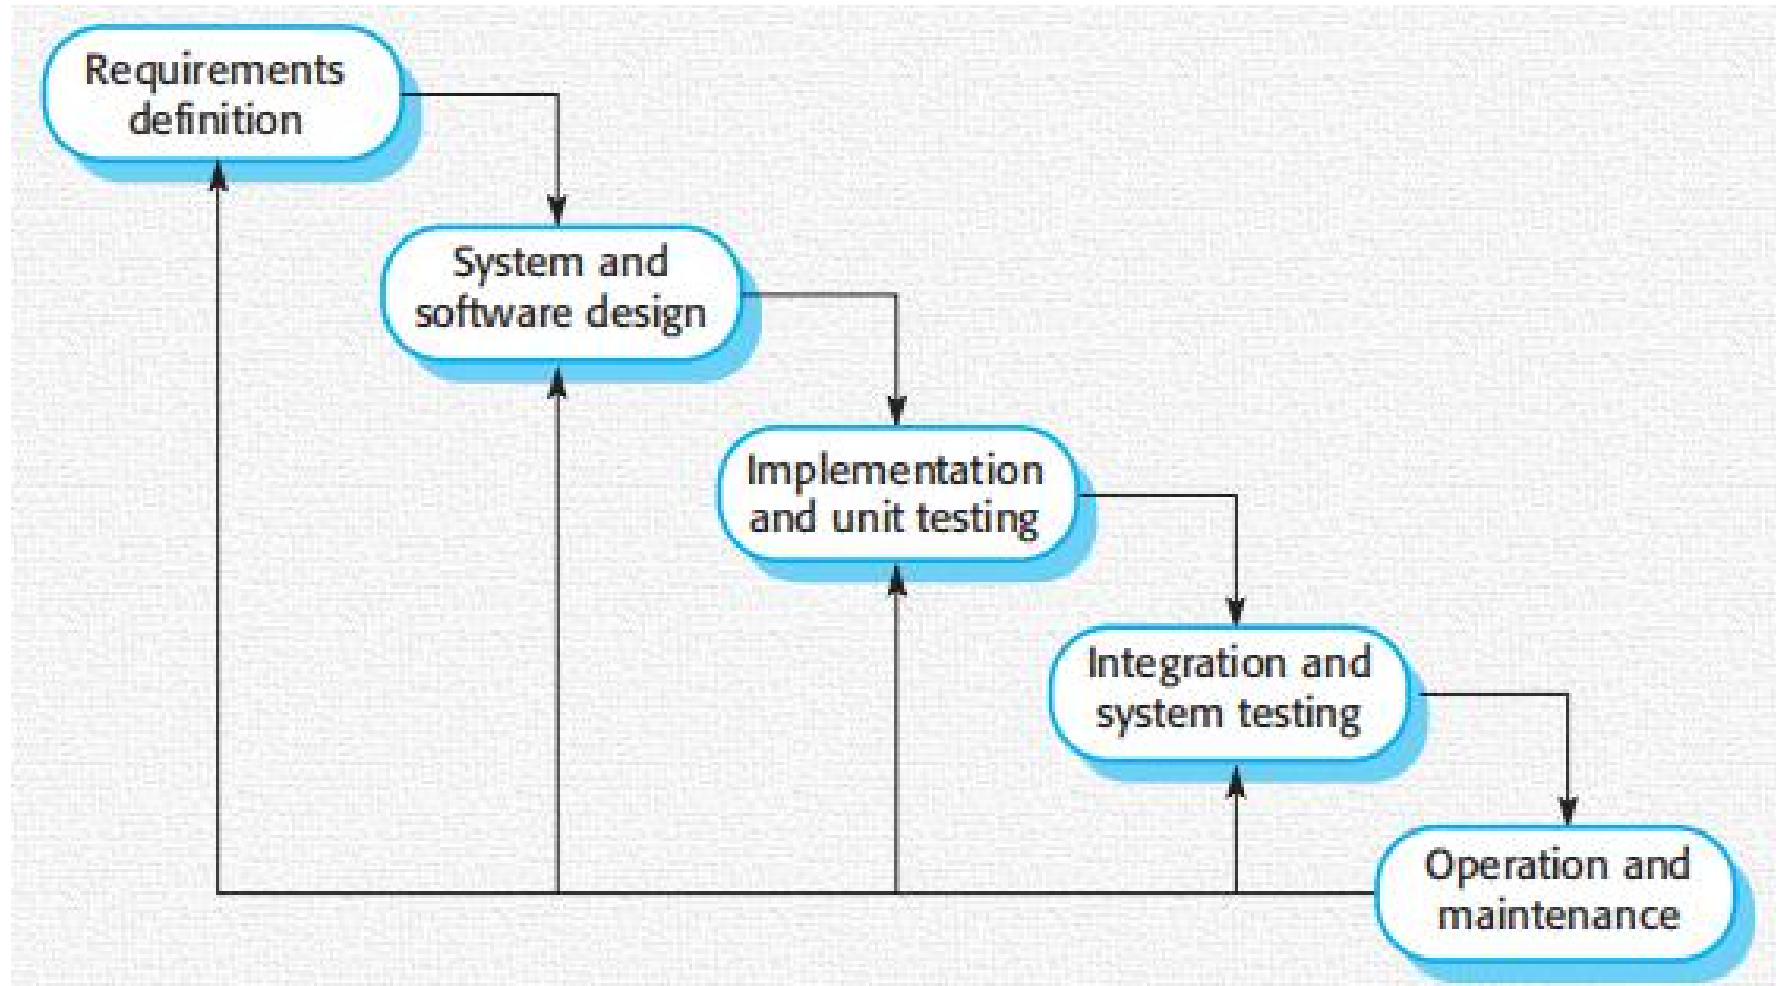 Requirements
definition
System and
software design
Implementation
and unit testing
Integration and
system testing
Operation and
maintenance